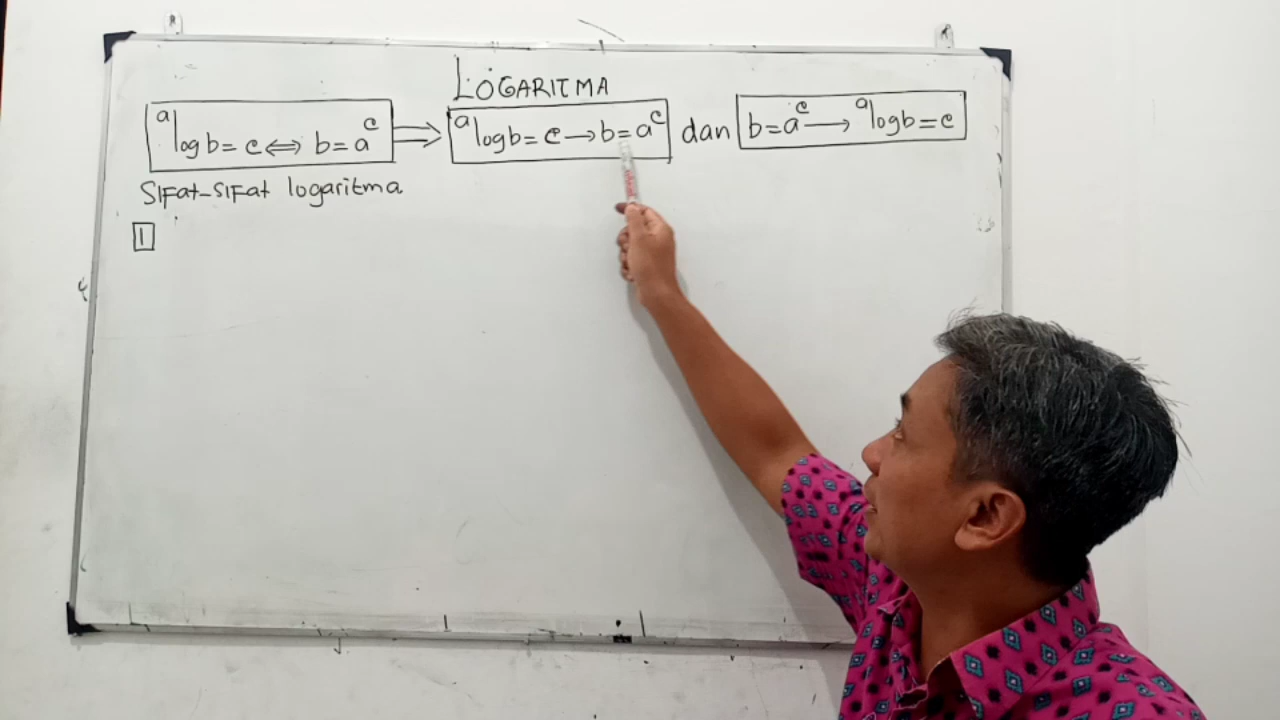 LOGARITMA
ᵃlog b = c ⟺ b = aᶜ ⟹ ᵃlog b = c → b = aᶜ dan b = aᶜ → ᵃlog b = c
Sifat-sifat logaritma
1